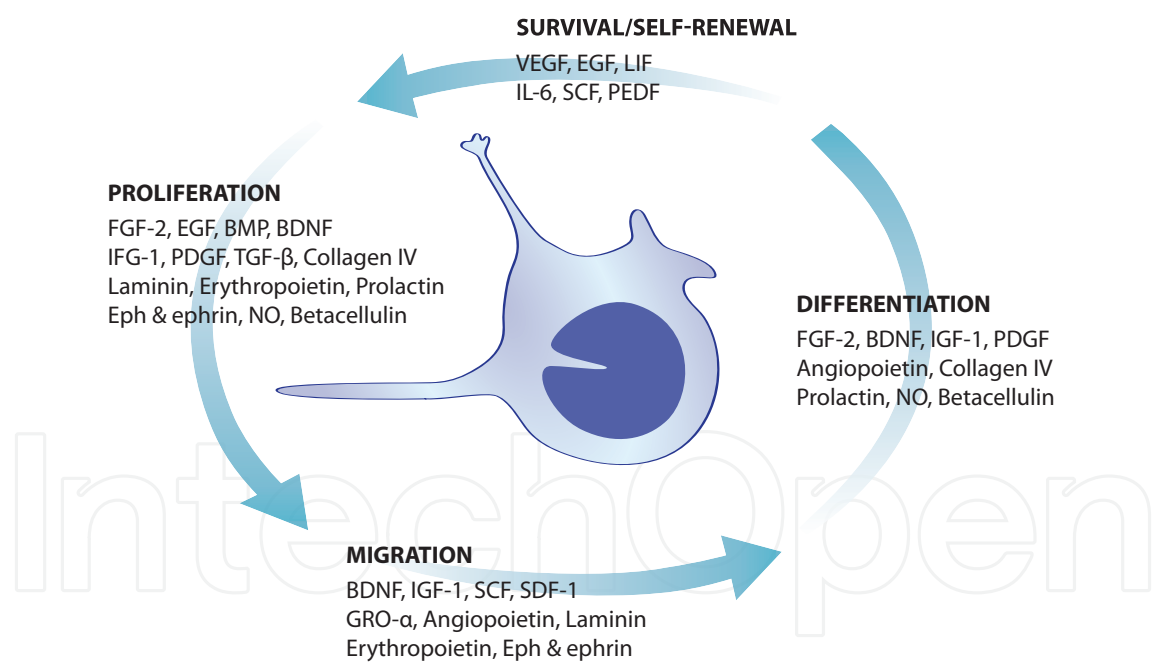 SURVIVAL/SELF-RENEWAL
VEGF, EGF, LIF
IL-6, SCF, PEDF
PROLIFERATION
FGF-2, EGF, BMP, BDNF
IFG-1, PDGF, TGF-β, Collagen IV
Laminin, Erythropoietin, Prolactin
Eph & ephrin, NO, Betacellulin
DIFFERENTIATION
FGF-2, BDNF, IGF-1, PDGF
Angiopoietin, Collagen IV
Prolactin, NO, Betacellulin
MIGRATION
BDNF, IGF-1, SCF, SDF-1
GRO-α, Angiopoietin, Laminin
Erythropoietin, Eph & ephrin
IntechOpen